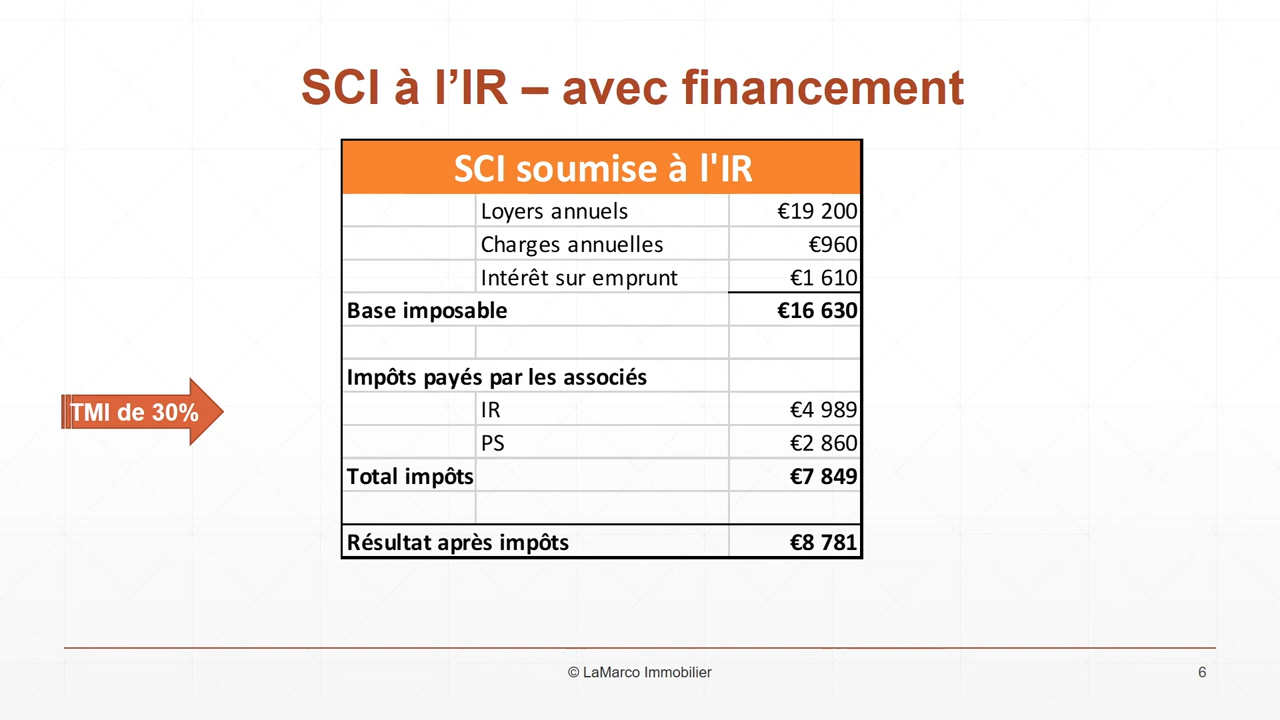 SCI à l’IR – avec financement
SCI soumise à l'IR
Loyers annuels €19 200
Charges annuelles €960
Intérêt sur emprunt €1 610
Base imposable €16 630
Impôts payés par les associés
TMI de 30%
IR €4 989
PS €2 860
Total impôts €7 849
Résultat après impôts €8 781
© LaMarco Immobilier 6